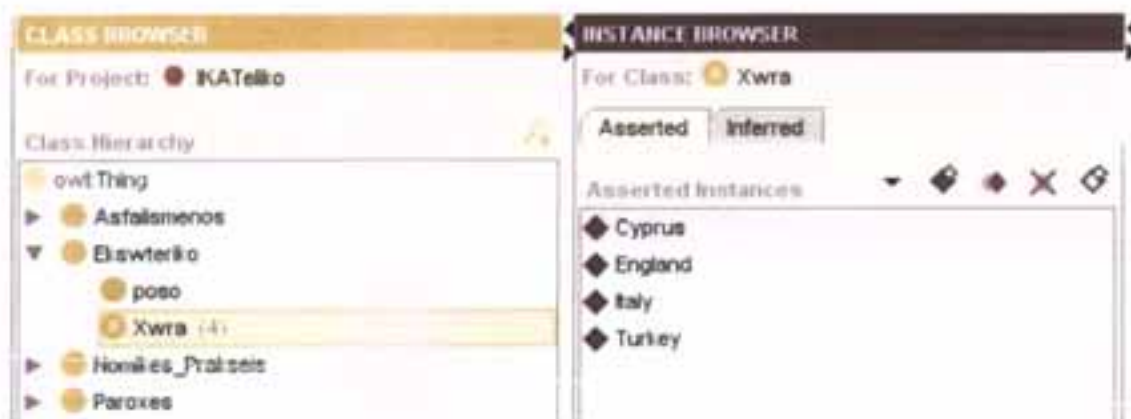 CLASS BROWSER
For Project: IKATeliko
Class Hierarchy
owl:Thing
Asfalismenos
Ekswteriko
poso
Xwra (4)
Nomikes_Prakseis
Paroxes
INSTANCE BROWSER
For Class: Xwra
Asserted Inferred
Asserted Instances
Cyprus
England
Italy
Turkey